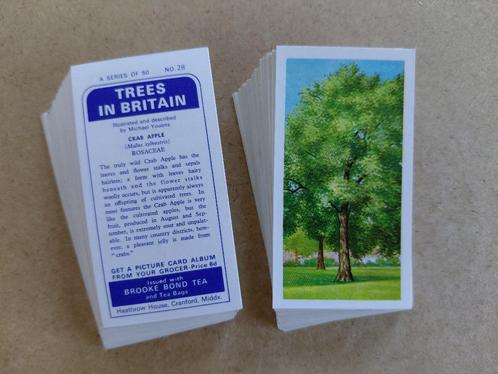 A SERIES OF 50 NO. 28
TREES
IN BRITAIN
Illustrated and described
by Michael Youens
CRAB APPLE
(Malus sylvestris)
ROSACEAE
The truly wild Crab Apple has the
leaves and flower stalks and sepals
hairless; a form with leaves hairy
beneath and the flower stalks
woolly occurs, but is apparently always
an offspring of cultivated trees. In
most features the Crab Apple is very
like the cultivated apples, but the
fruit, produced in August and Sep-
tember, is extremely sour and unpalat-
able. In many country districts, how-
ever, a pleasant jelly is made from
"crabs."
GET A PICTURE CARD ALBUM
FROM YOUR GROCER-Price 6d
Issued with
BROOKE BOND TEA
and Tea Bags
Heathrow House, Cranford, Middx.